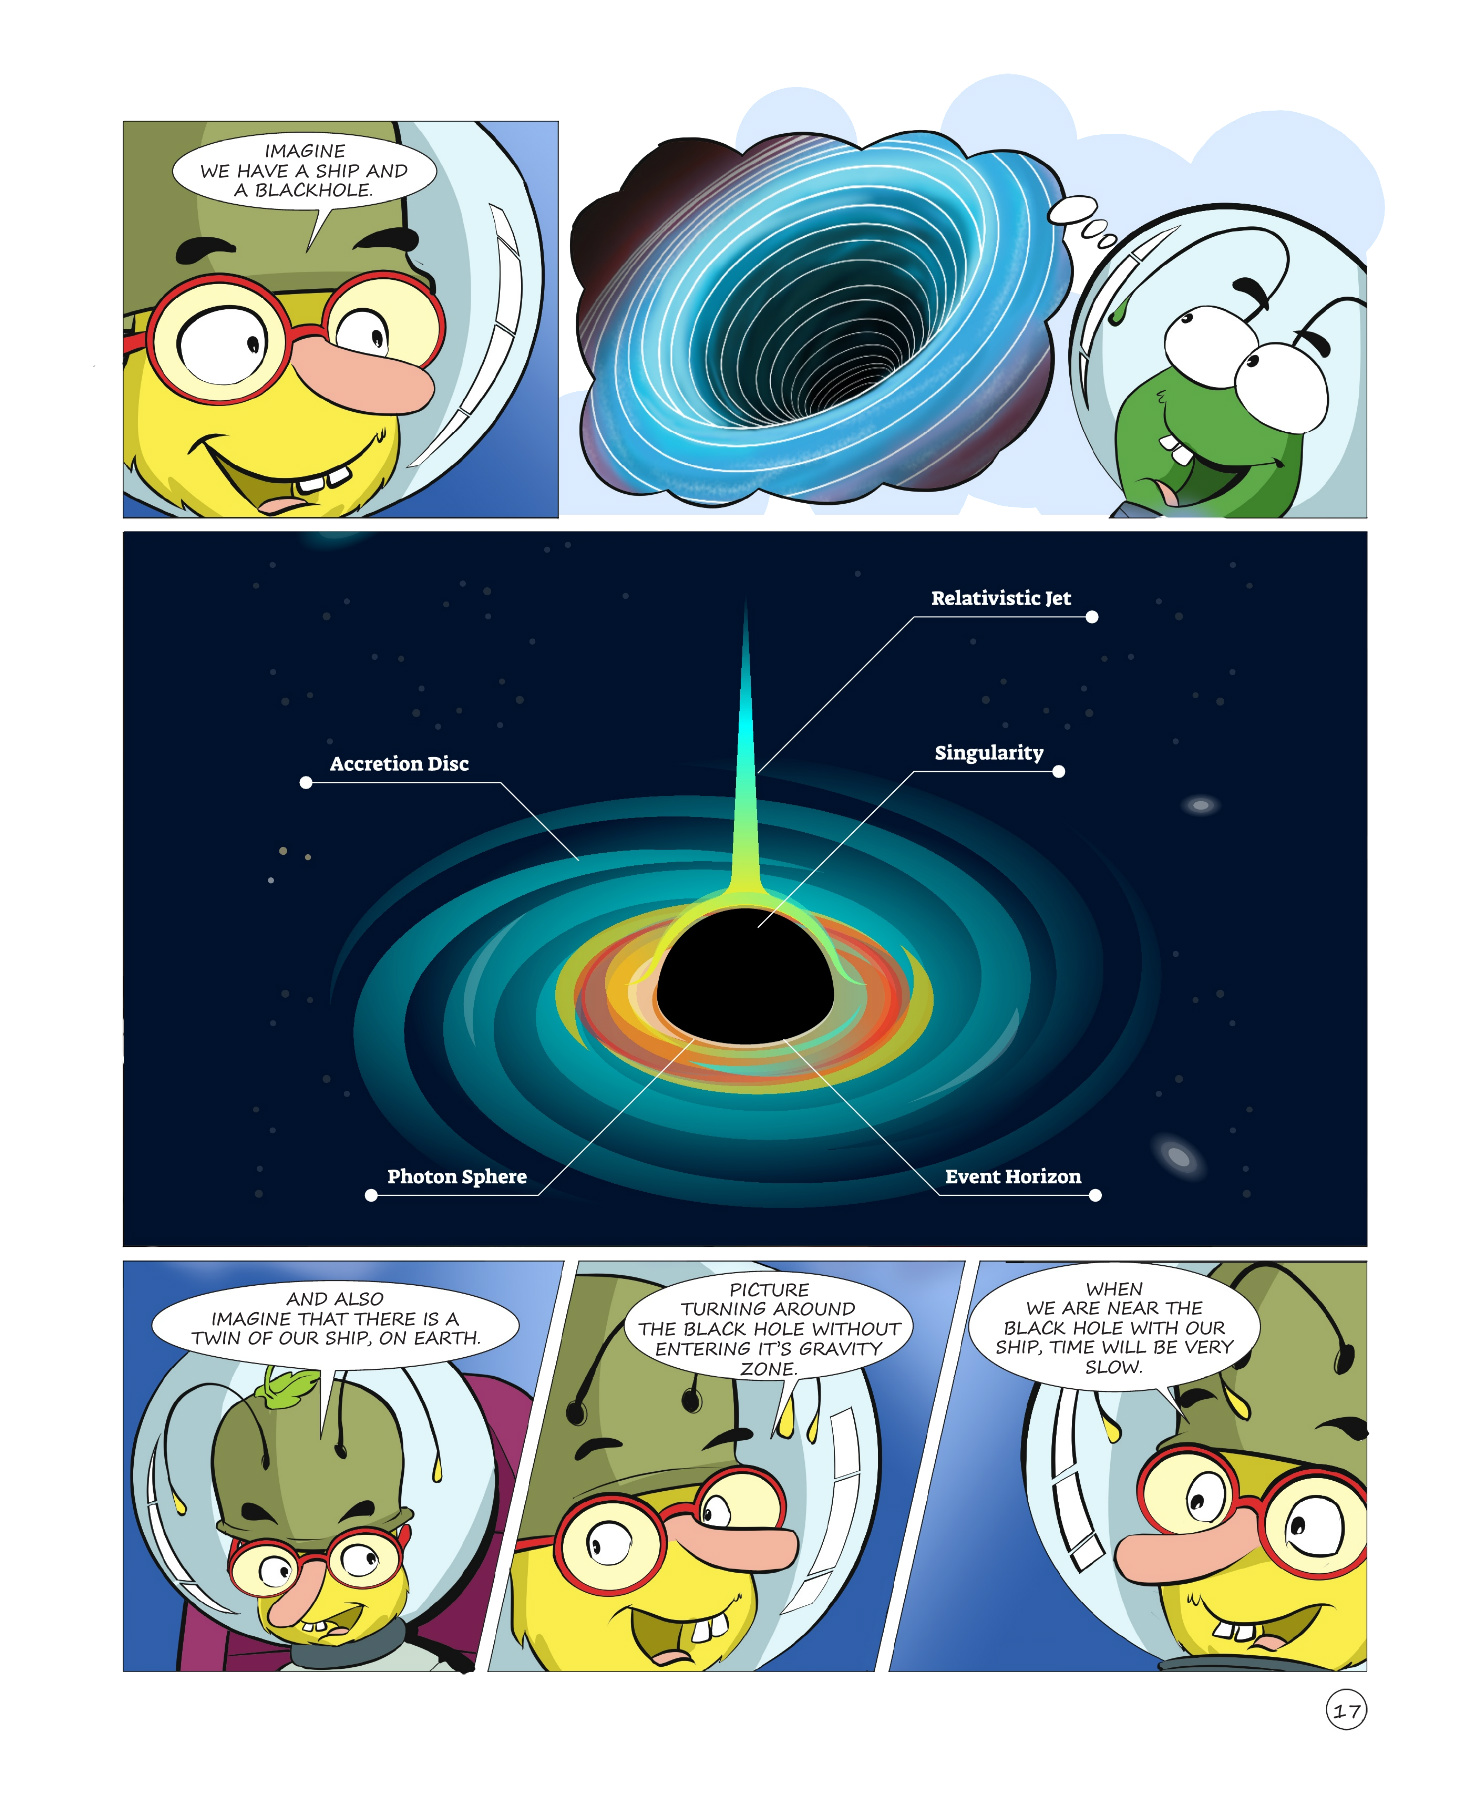 IMAGINE
WE HAVE A SHIP AND
A BLACKHOLE.
Relativistic Jet
Singularity
Accretion Disc
Photon Sphere
Event Horizon
AND ALSO
IMAGINE THAT THERE IS A
TWIN OF OUR SHIP, ON EARTH.
PICTURE
TURNING AROUND
THE BLACK HOLE WITHOUT
ENTERING IT'S GRAVITY
ZONE.
WHEN
WE ARE NEAR THE
BLACK HOLE WITH OUR
SHIP, TIME WILL BE VERY
SLOW.
17